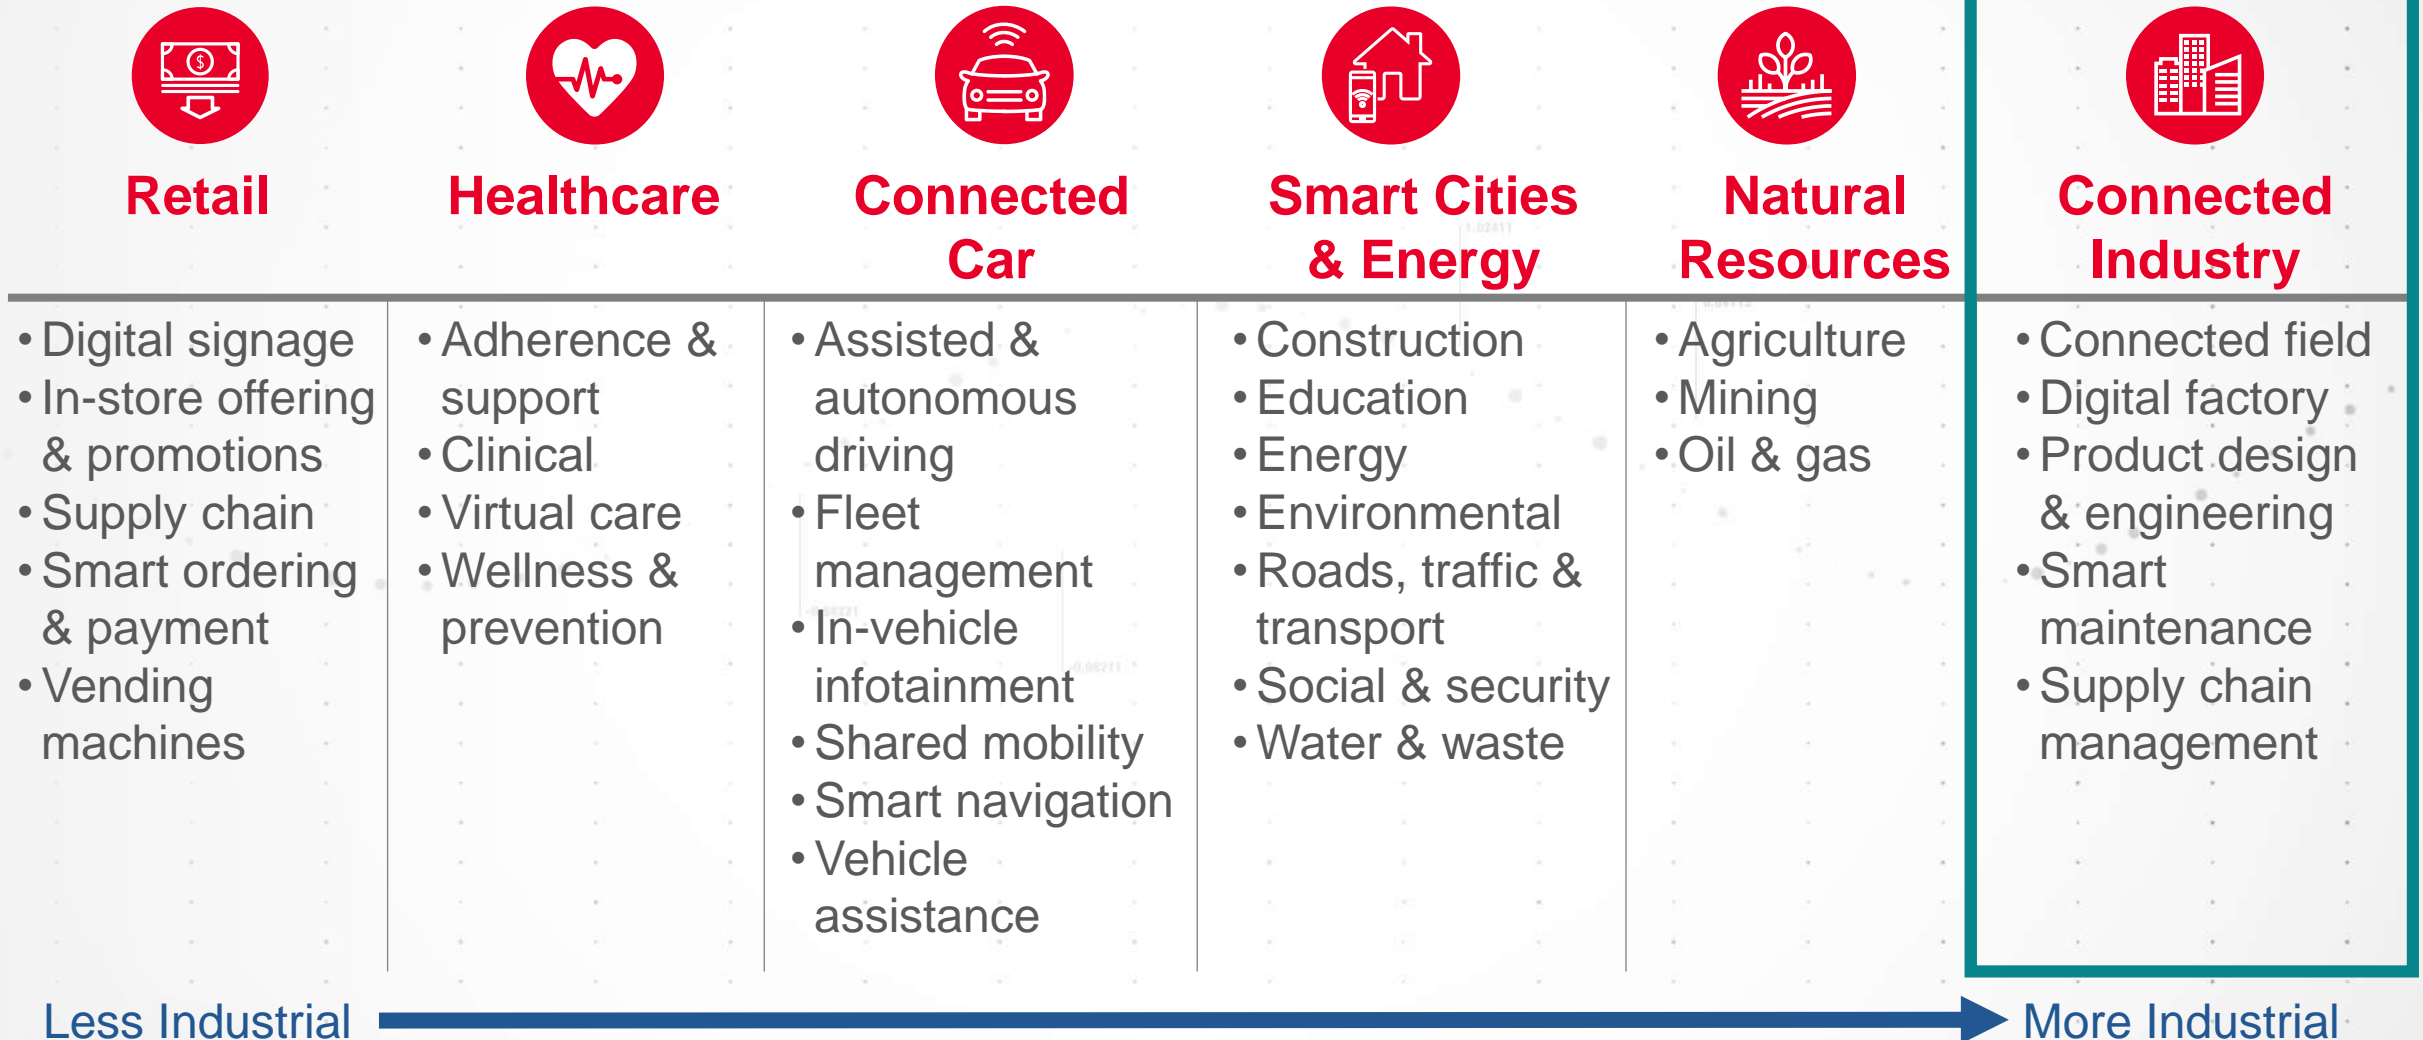 Retail
• Digital signage
• In-store offering
& promotions
• Supply chain
• Smart ordering
& payment
• Vending
machines
Healthcare
• Adherence &
support
• Clinical
• Virtual care
• Wellness &
prevention
Connected
Car
• Assisted &
autonomous
driving
• Fleet
management
• In-vehicle
infotainment
• Shared mobility
• Smart navigation
• Vehicle
assistance
Smart Cities
& Energy
• Construction
• Education
• Energy
• Environmental
• Roads, traffic &
transport
• Social & security
• Water & waste
Natural
Resources
• Agriculture
• Mining
• Oil & gas
Connected
Industry
• Connected field
• Digital factory
• Product design
& engineering
• Smart
maintenance
• Supply chain
management
Less Industrial
More Industrial